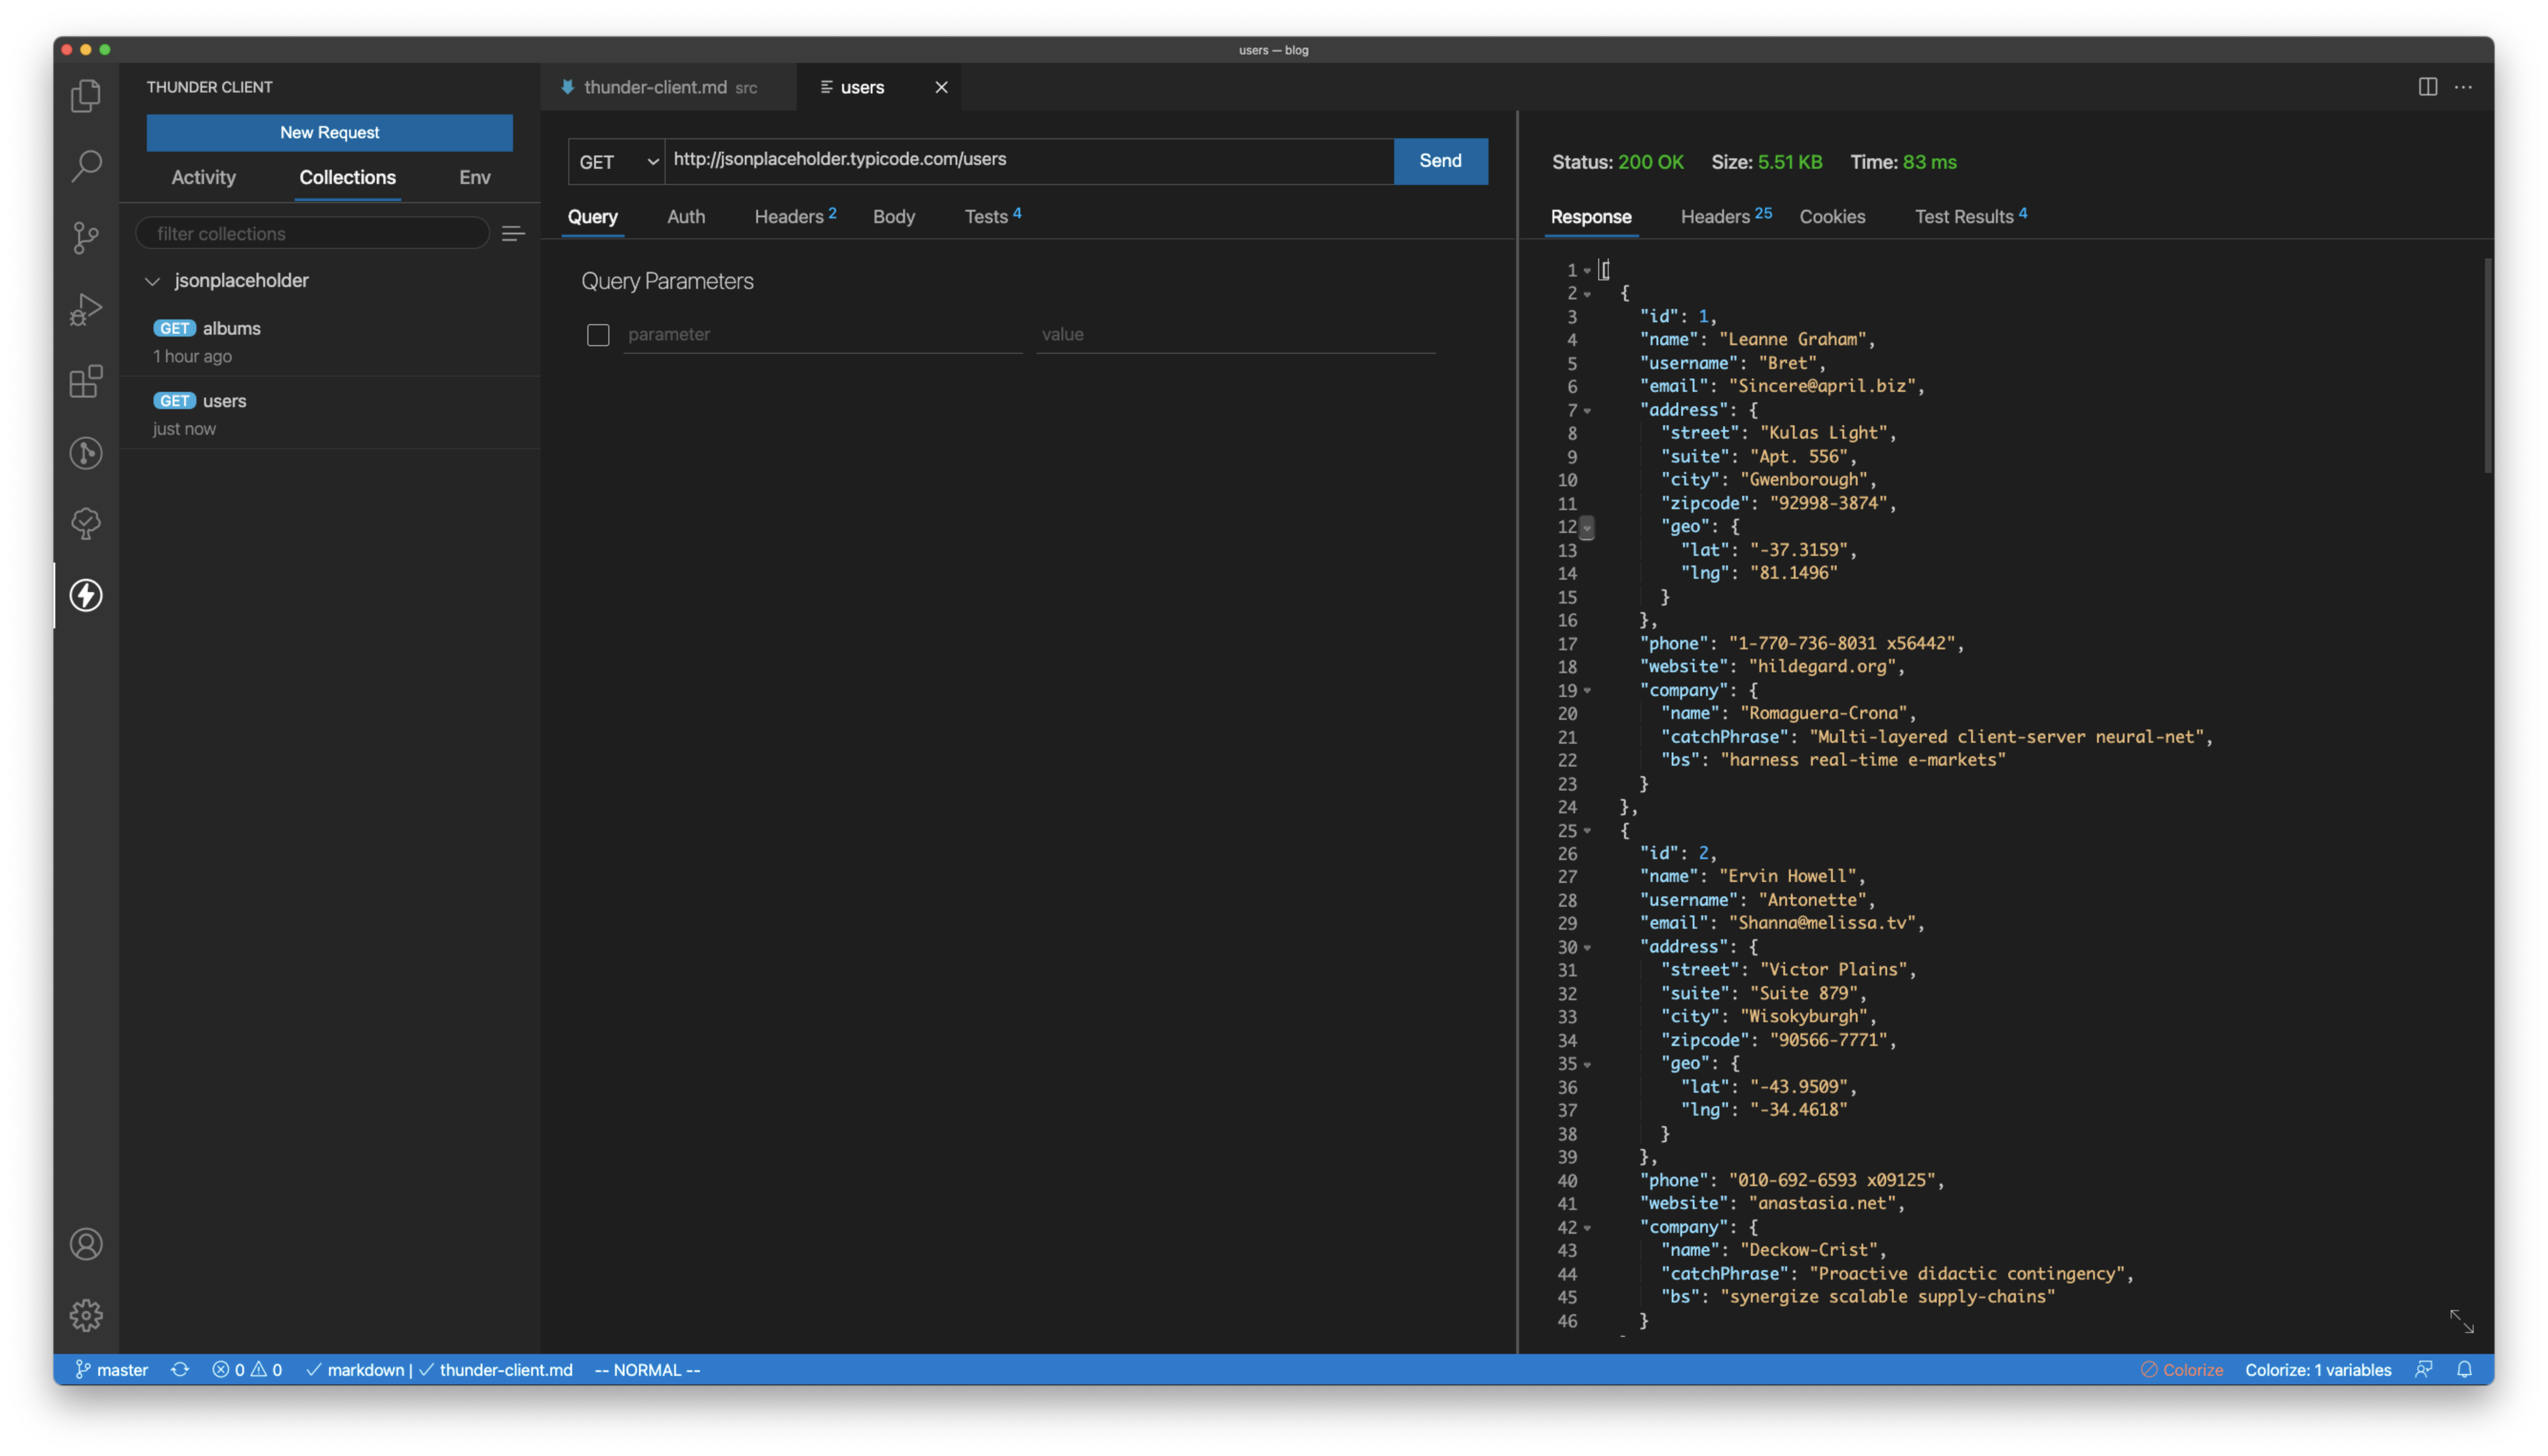 users — blog
THUNDER CLIENT
New Request
Activity Collections Env
filter collections
jsonplaceholder
GET albums
1 hour ago
GET users
just now
thunder-client.md src
users
GET http://jsonplaceholder.typicode.com/users Send
Query Auth Headers 2 Body Tests 4
Query Parameters
parameter value
Status: 200 OK Size: 5.51 KB Time: 83 ms
Response Headers 25 Cookies Test Results 4
1 [
2 {
3 "id": 1,
4 "name": "Leanne Graham",
5 "username": "Bret",
6 "email": "Sincere@april.biz",
7 "address": {
8 "street": "Kulas Light",
9 "suite": "Apt. 556",
10 "city": "Gwenborough",
11 "zipcode": "92998-3874",
12 "geo": {
13 "lat": "-37.3159",
14 "lng": "81.1496"
15 }
16 },
17 "phone": "1-770-736-8031 x56442",
18 "website": "hildegard.org",
19 "company": {
20 "name": "Romaguera-Crona",
21 "catchPhrase": "Multi-layered client-server neural-net",
22 "bs": "harness real-time e-markets"
23 }
24 },
25 {
26 "id": 2,
27 "name": "Ervin Howell",
28 "username": "Antonette",
29 "email": "Shanna@melissa.tv",
30 "address": {
31 "street": "Victor Plains",
32 "suite": "Suite 879",
33 "city": "Wisokyburgh",
34 "zipcode": "90566-7771",
35 "geo": {
36 "lat": "-43.9509",
37 "lng": "-34.4618"
38 }
39 },
40 "phone": "010-692-6593 x09125",
41 "website": "anastasia.net",
42 "company": {
43 "name": "Deckow-Crist",
44 "catchPhrase": "Proactive didactic contingency",
45 "bs": "synergize scalable supply-chains"
46 }
master 0 0 markdown | thunder-client.md -- NORMAL -- Colorize Colorize: 1 variables